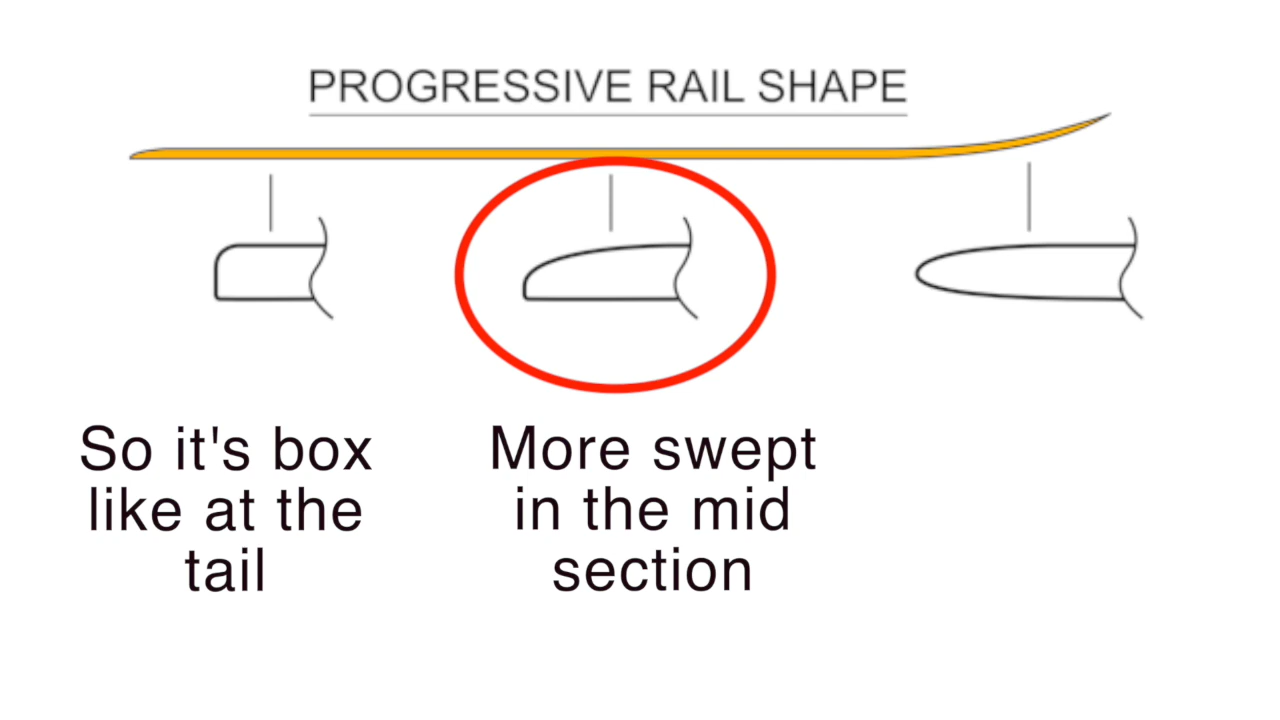 PROGRESSIVE RAIL SHAPE
So it's box
like at the
tail
More swept
in the mid
section